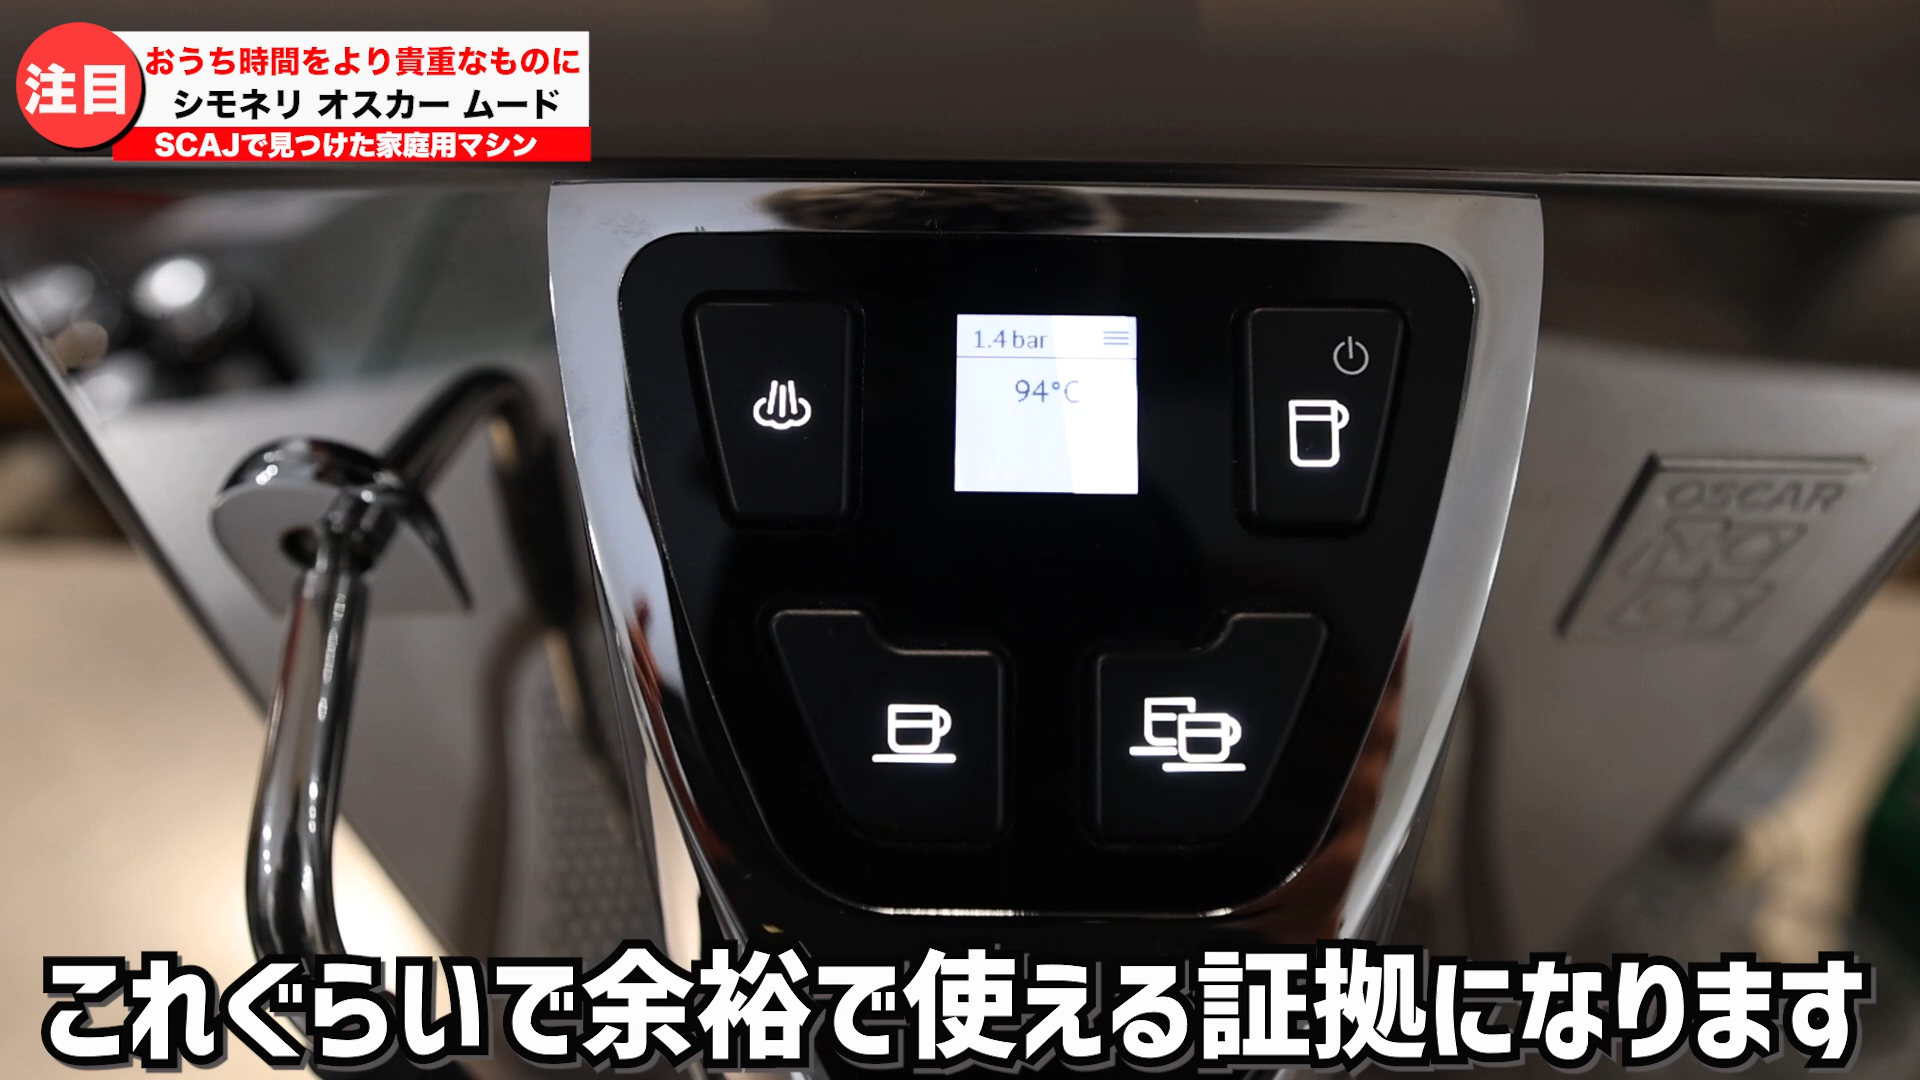 注目
おうち時間をより貴重なものに
シモネリ オスカー ムード
SCAJで見つけた家庭用マシン
1.4 bar
94°C
OSCAR
MO
OD
これぐらいで余裕で使える証拠になります